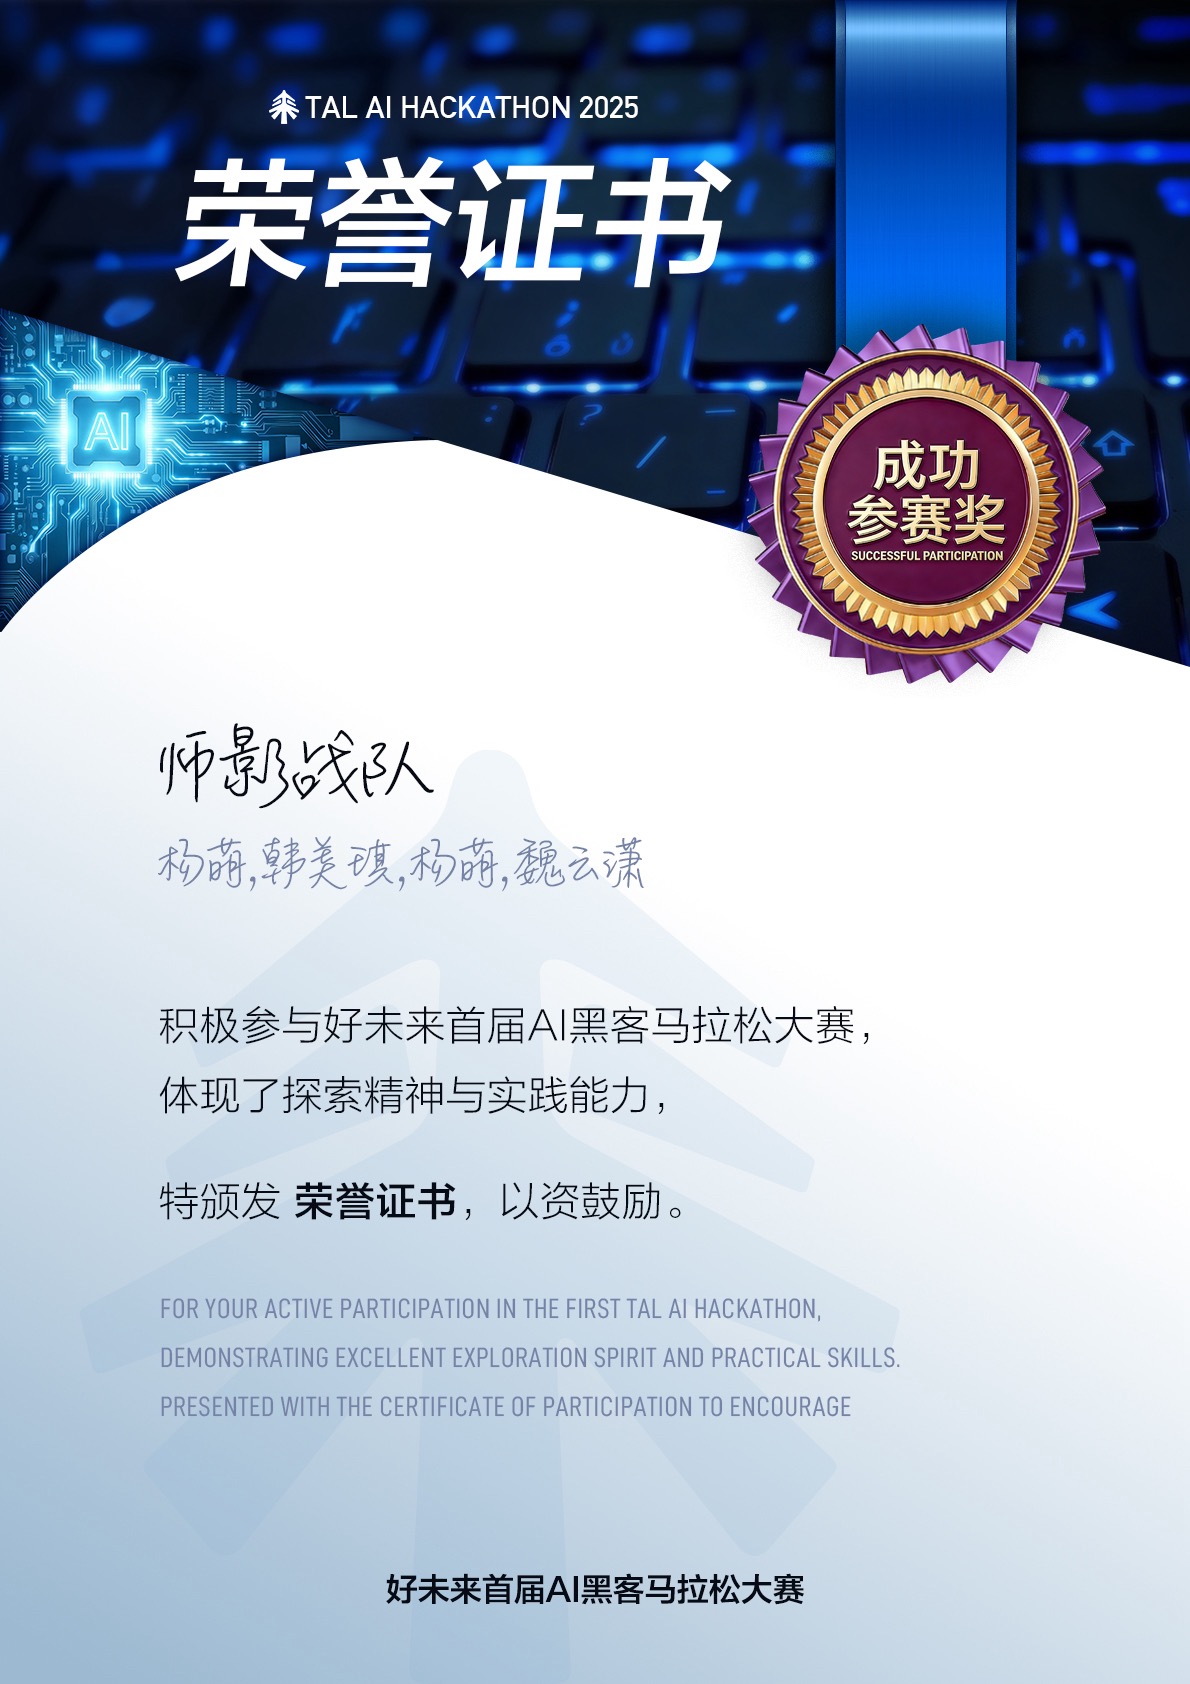 TAL AI HACKATHON 2025
荣誉证书
AI
成功
参赛奖
SUCCESSFUL PARTICIPATION
师影战队
杨萌,韩美琪,杨萌,魏云潇
积极参与好未来首届AI黑客马拉松大赛，
体现了探索精神与实践能力，
特颁发 荣誉证书，以资鼓励。
FOR YOUR ACTIVE PARTICIPATION IN THE FIRST TAL AI HACKATHON,
DEMONSTRATING EXCELLENT EXPLORATION SPIRIT AND PRACTICAL SKILLS.
PRESENTED WITH THE CERTIFICATE OF PARTICIPATION TO ENCOURAGE
好未来首届AI黑客马拉松大赛